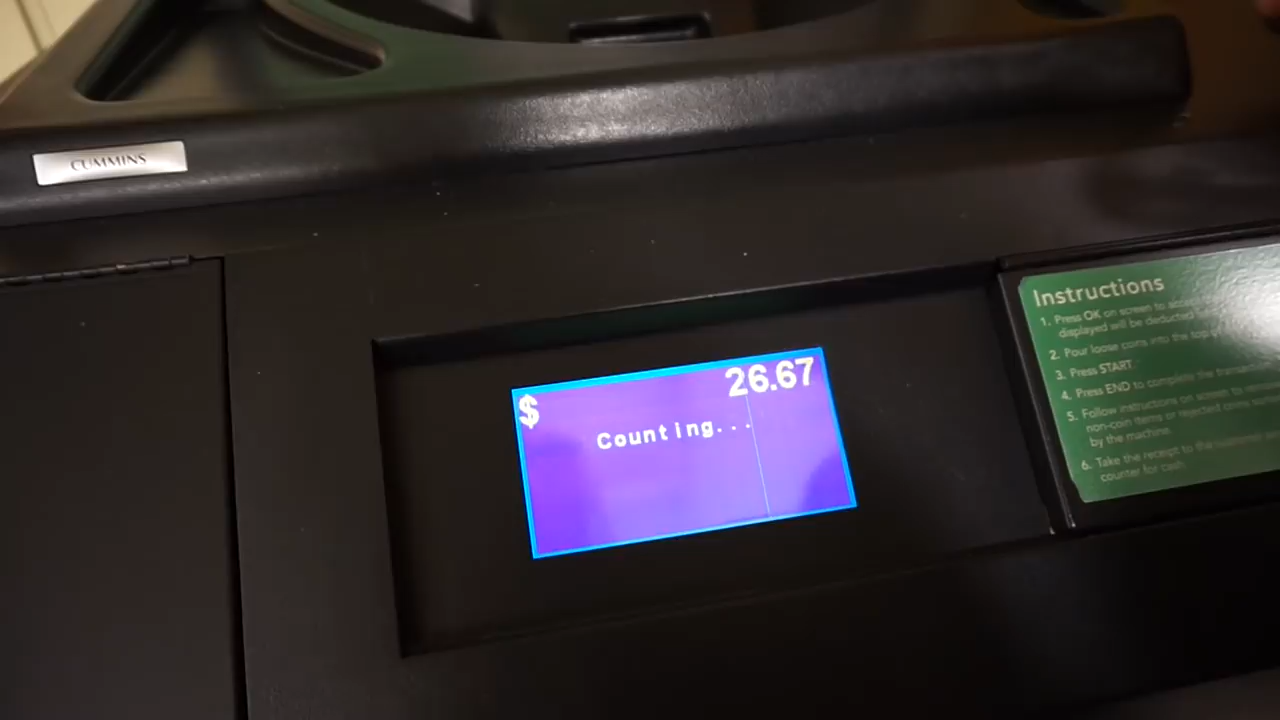 CUMMINS
$ 26.67
Counting...
Instructions
1. Press OK on screen to
displayed will be deducted
2. Pour loose coins into the top
3. Press START.
4. Press END to complete the
5. Follow instructions on screen to
non-coin items or rejected coins
by the machine.
6. Take the receipt to the customer
counter for cash.